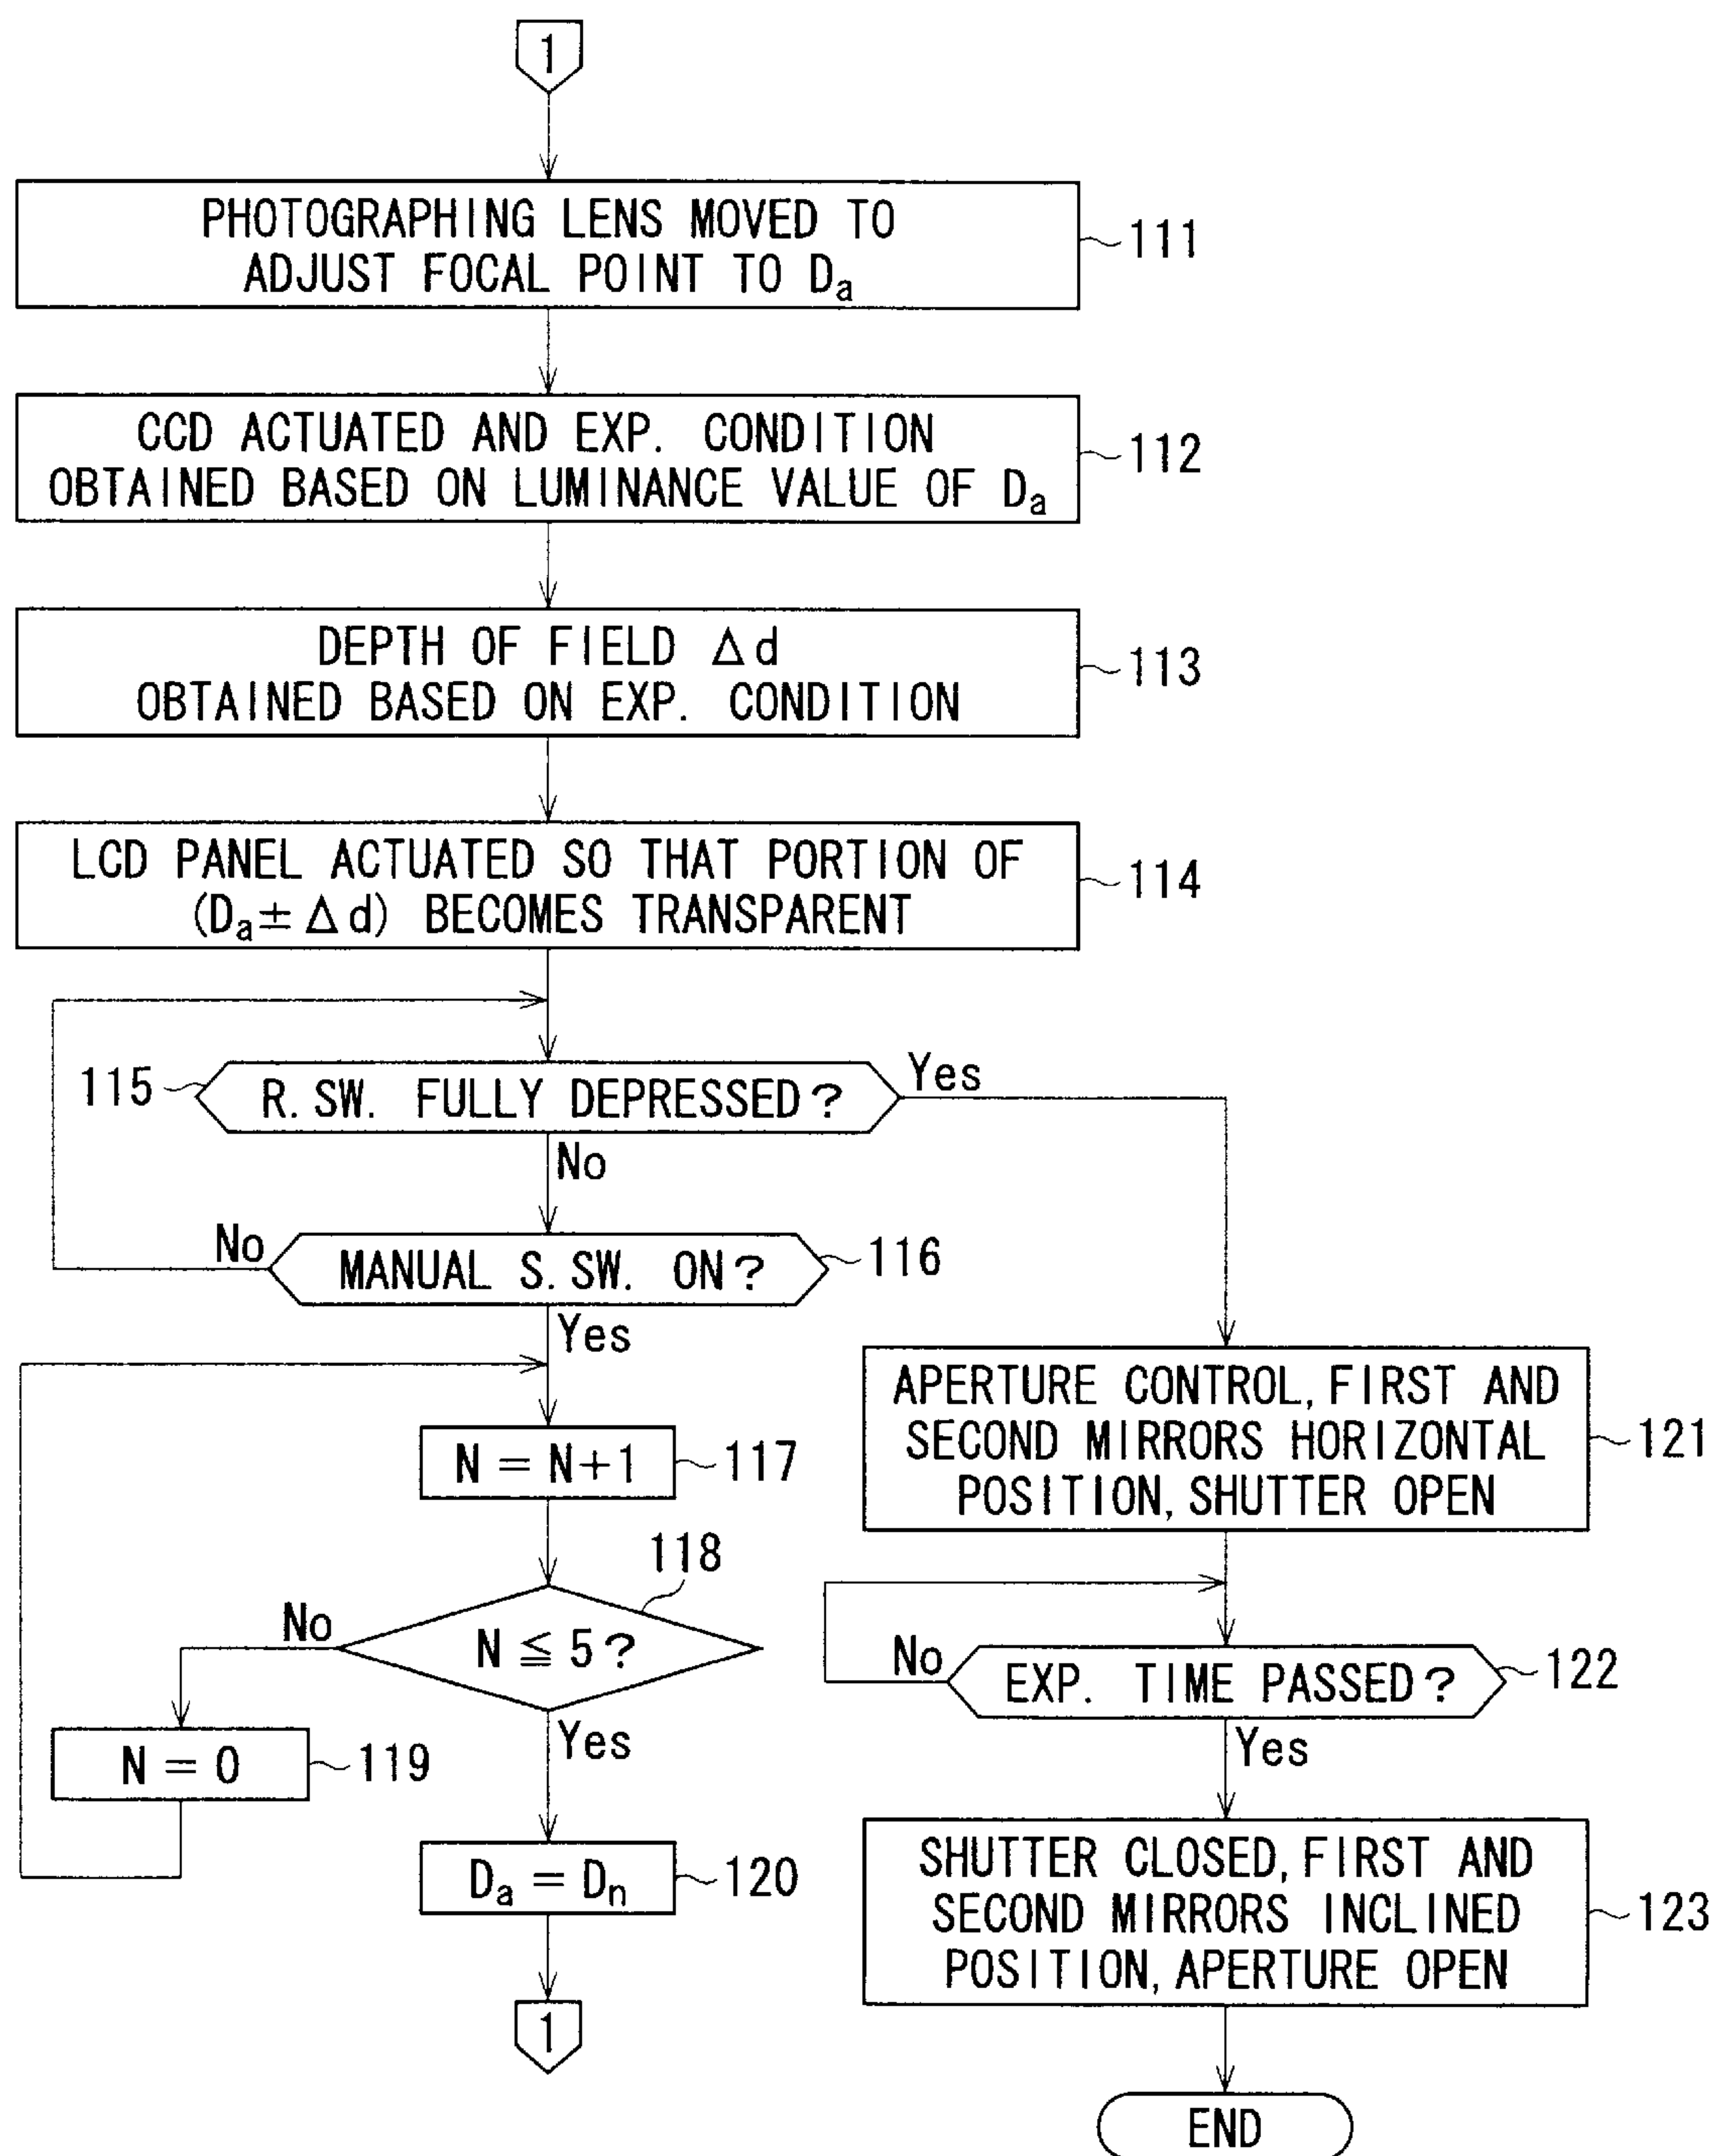 1
PHOTOGRAPHING LENS MOVED TO
ADJUST FOCAL POINT TO Da
111
CCD ACTUATED AND EXP. CONDITION
OBTAINED BASED ON LUMINANCE VALUE OF Da
112
DEPTH OF FIELD Δd
OBTAINED BASED ON EXP. CONDITION
113
LCD PANEL ACTUATED SO THAT PORTION OF
(Da±Δd) BECOMES TRANSPARENT
114
115
R.SW. FULLY DEPRESSED?
Yes
No
No
MANUAL S.SW. ON?
116
Yes
N = N+1
117
118
No
N ≦ 5?
Yes
N = 0
119
Da = Dn
120
1
APERTURE CONTROL, FIRST AND
SECOND MIRRORS HORIZONTAL
POSITION, SHUTTER OPEN
121
No
EXP. TIME PASSED?
122
Yes
SHUTTER CLOSED, FIRST AND
SECOND MIRRORS INCLINED
POSITION, APERTURE OPEN
123
END